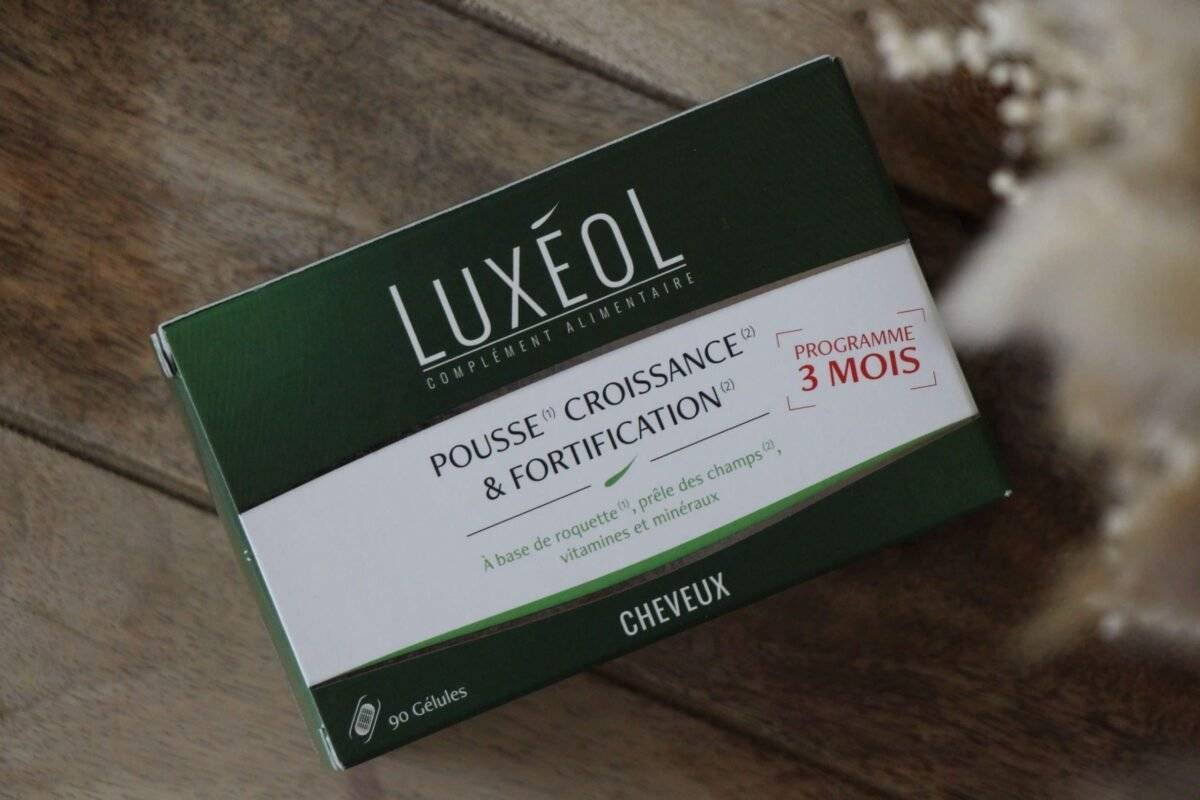 LUXÉOL
COMPLÉMENT ALIMENTAIRE
POUSSE(1) CROISSANCE(2)
& FORTIFICATION(2)
PROGRAMME
3 MOIS
À base de roquette(1), prêle des champs(2),
vitamines et minéraux
CHEVEUX
90 Gélules